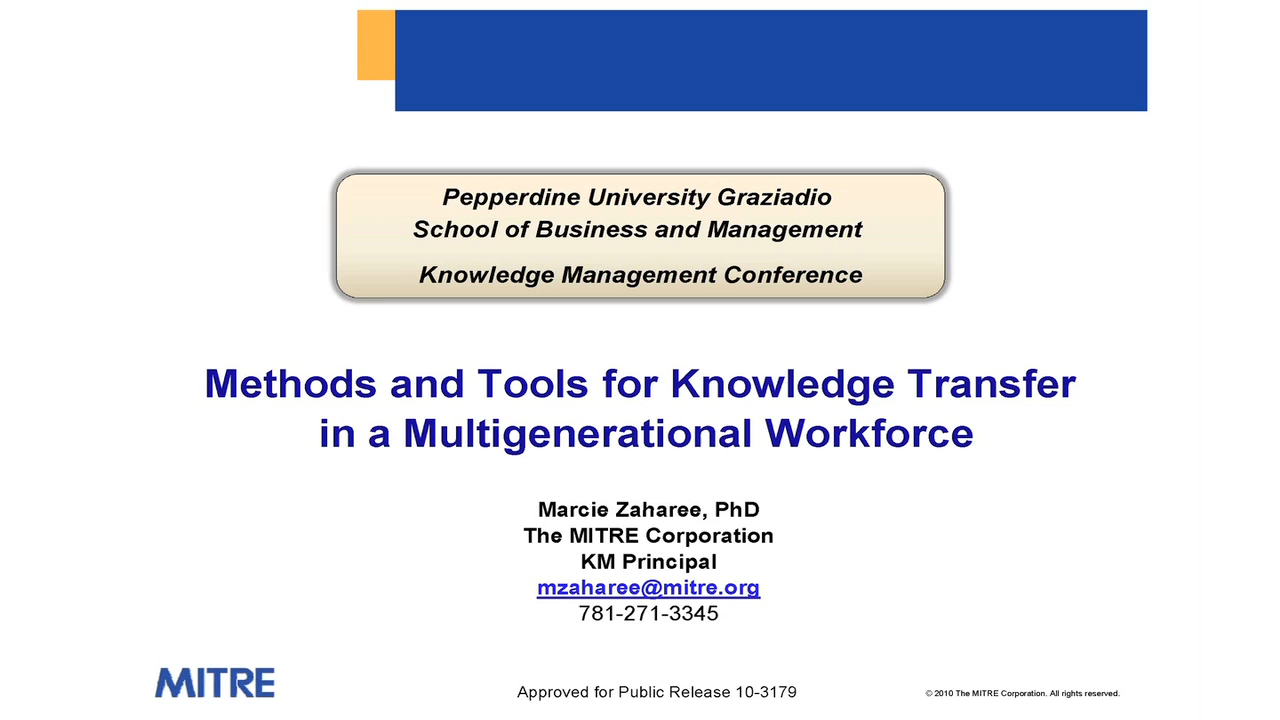 Pepperdine University Graziadio
School of Business and Management
Knowledge Management Conference
Methods and Tools for Knowledge Transfer
in a Multigenerational Workforce
Marcie Zaharee, PhD
The MITRE Corporation
KM Principal
mzaharee@mitre.org
781-271-3345
MITRE
Approved for Public Release 10-3179
© 2010 The MITRE Corporation. All rights reserved.